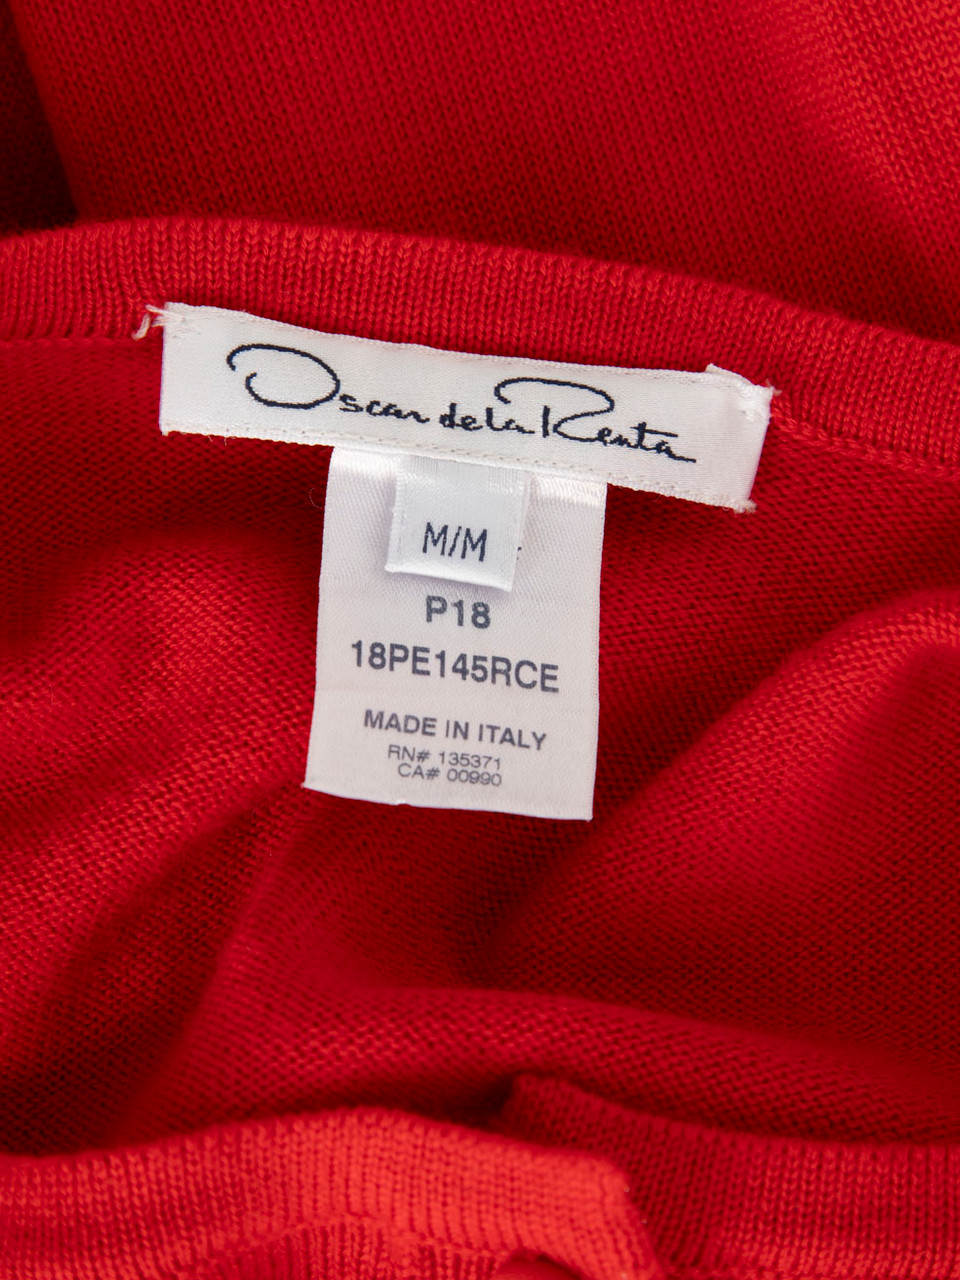 Oscar de la Renta
M/M
P18
18PE145RCE
MADE IN ITALY
RN# 135371
CA# 00990